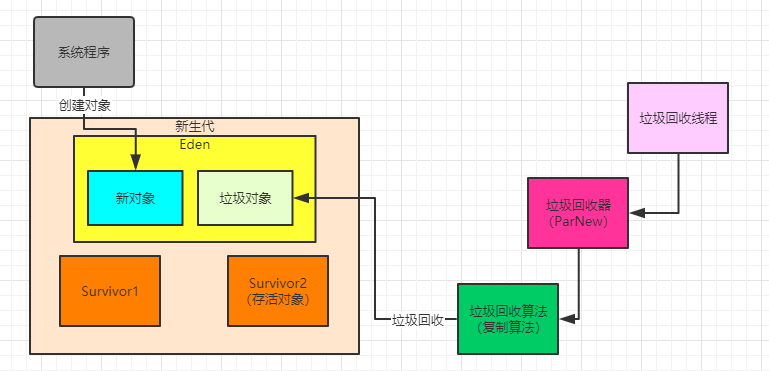 系统程序
创建对象
新生代
Eden
新对象
垃圾对象
Survivor1
Survivor2
（存活对象）
垃圾回收
垃圾回收算法
（复制算法）
垃圾回收器
（ParNew）
垃圾回收线程